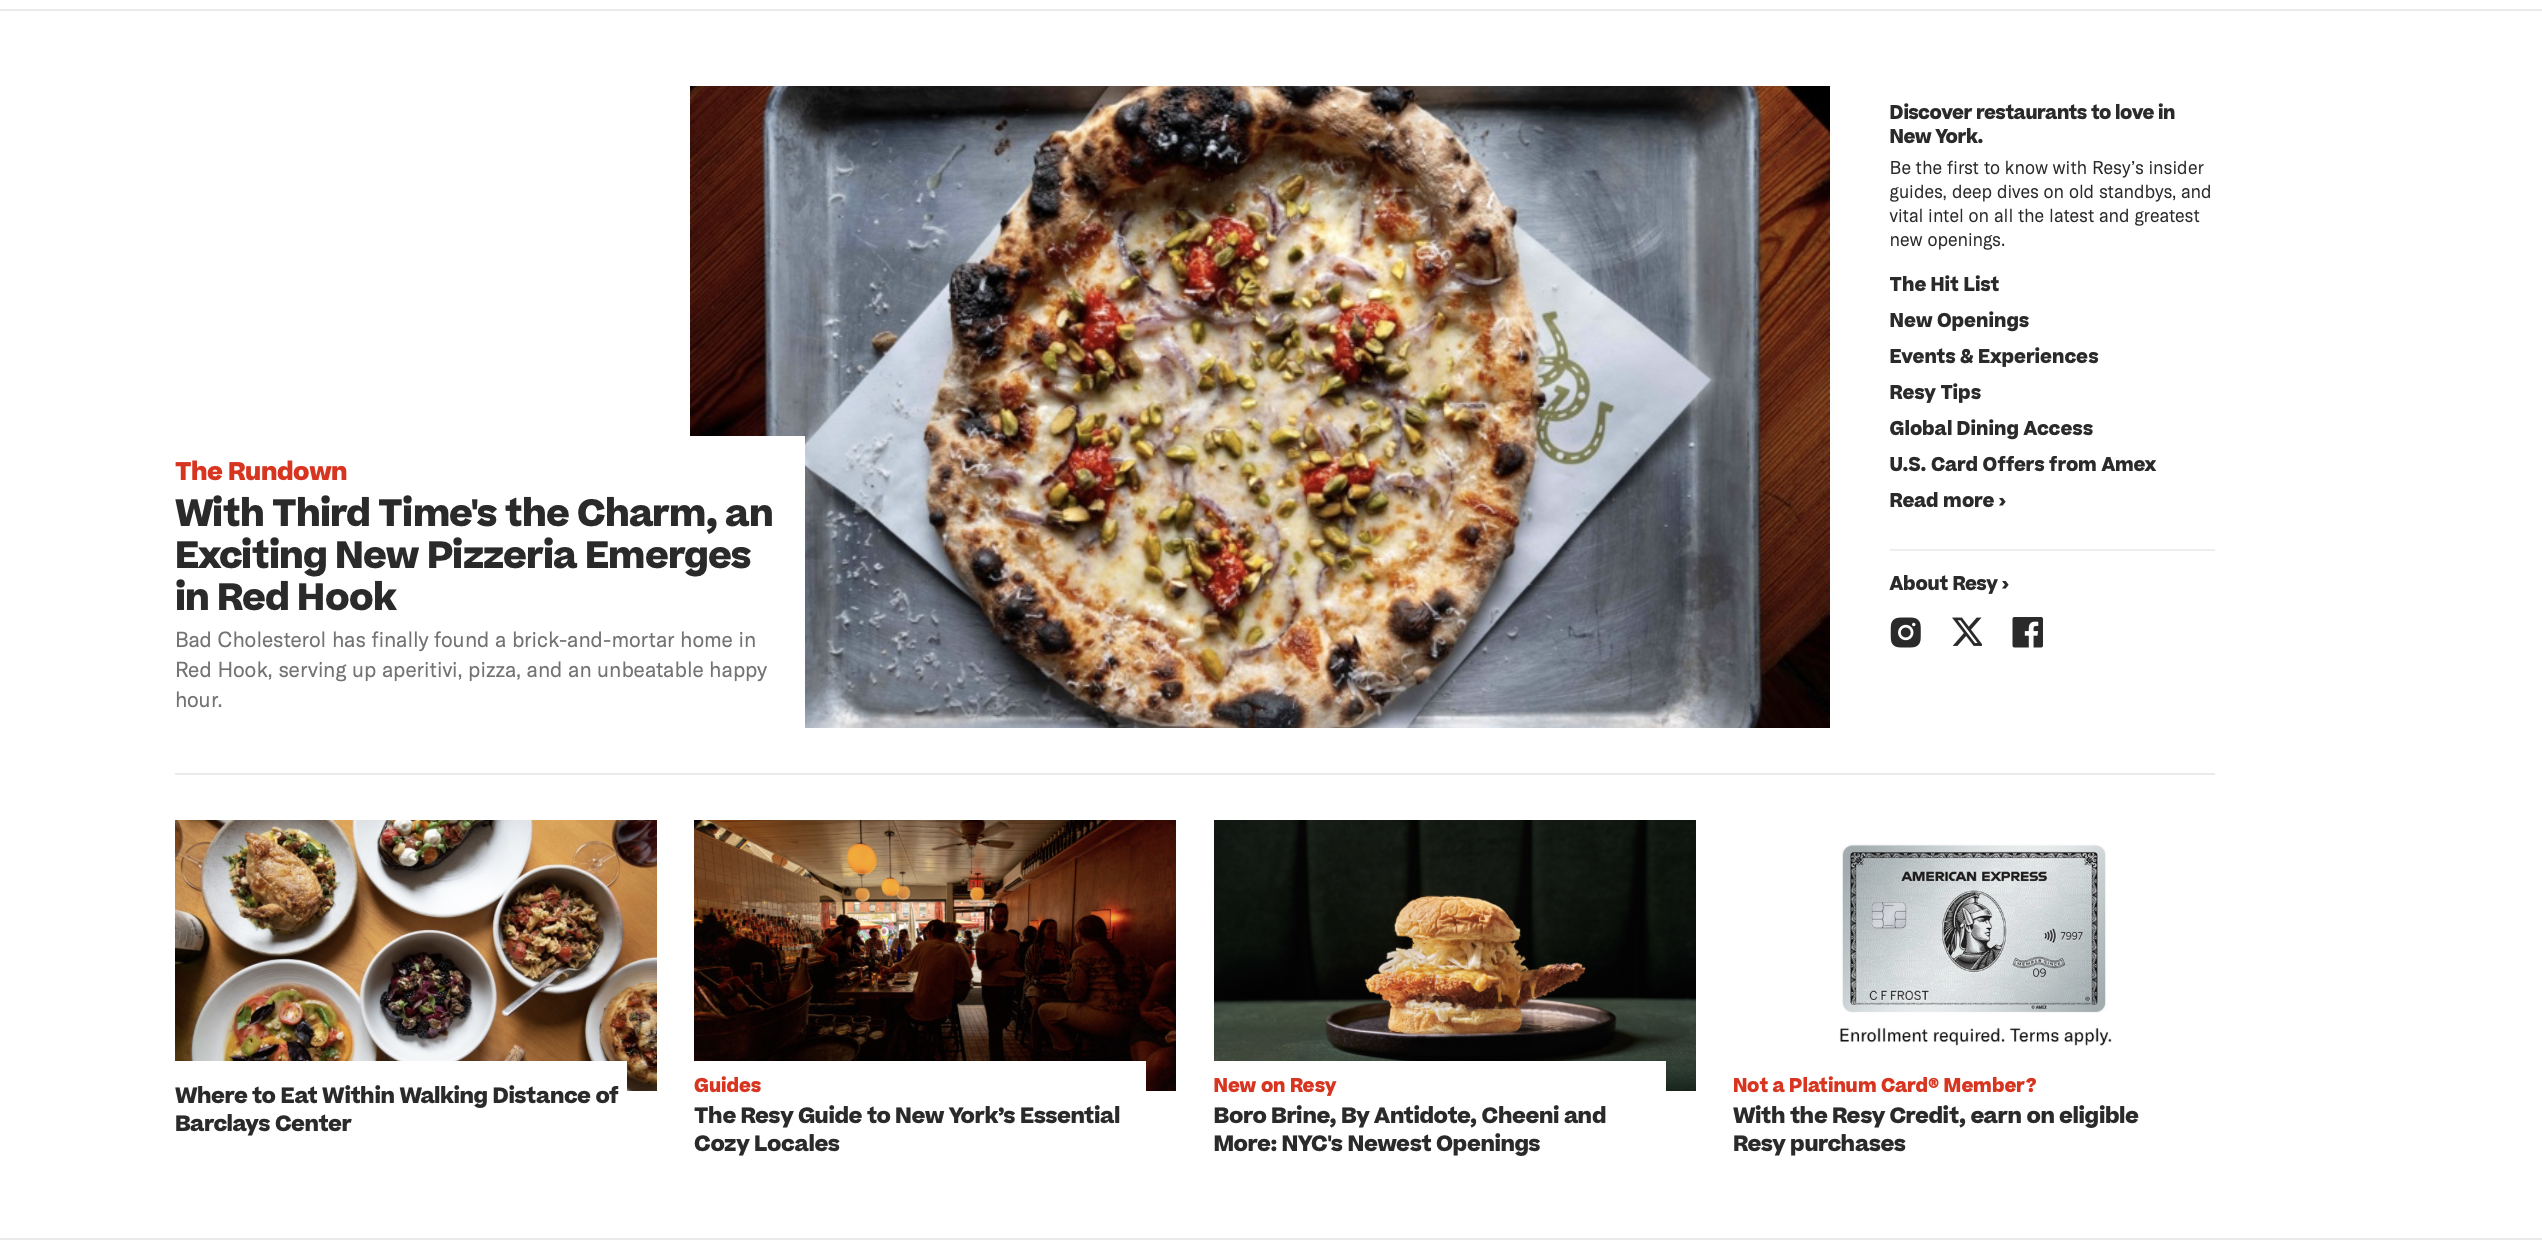 The Rundown
With Third Time's the Charm, an
Exciting New Pizzeria Emerges
in Red Hook
Bad Cholesterol has finally found a brick-and-mortar home in
Red Hook, serving up aperitivi, pizza, and an unbeatable happy
hour.
Discover restaurants to love in
New York.
Be the first to know with Resy’s insider
guides, deep dives on old standbys, and
vital intel on all the latest and greatest
new openings.
The Hit List
New Openings
Events & Experiences
Resy Tips
Global Dining Access
U.S. Card Offers from Amex
Read more ›
About Resy ›
Where to Eat Within Walking Distance of
Barclays Center
Guides
The Resy Guide to New York’s Essential
Cozy Locales
New on Resy
Boro Brine, By Antidote, Cheeni and
More: NYC's Newest Openings
AMERICAN EXPRESS
7997
MEMBER SINCE
09
C F FROST
© AMEX
Enrollment required. Terms apply.
Not a Platinum Card® Member?
With the Resy Credit, earn on eligible
Resy purchases